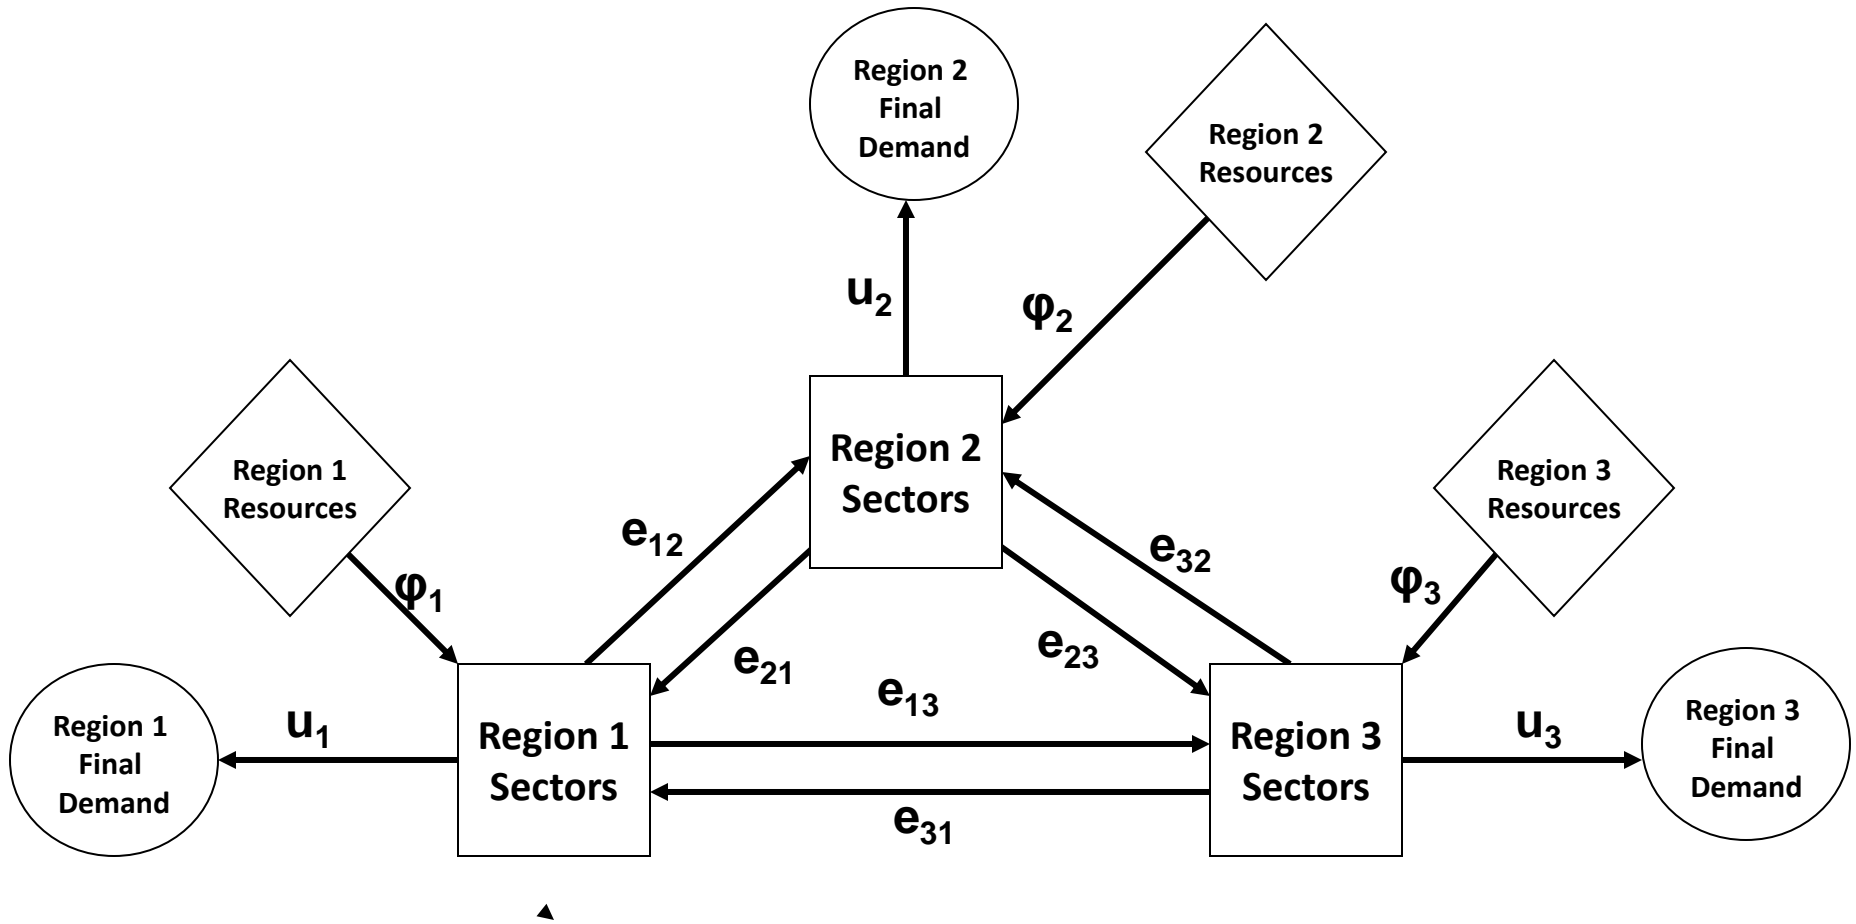 Region 2
Final
Demand
Region 2
Resources
u₂
φ₂
Region 1
Resources
Region 2
Sectors
Region 3
Resources
e₁₂
e₃₂
φ₁
φ₃
e₂₁
e₂₃
Region 1
Final
Demand
u₁
Region 1
Sectors
e₁₃
e₃₁
Region 3
Sectors
u₃
Region 3
Final
Demand